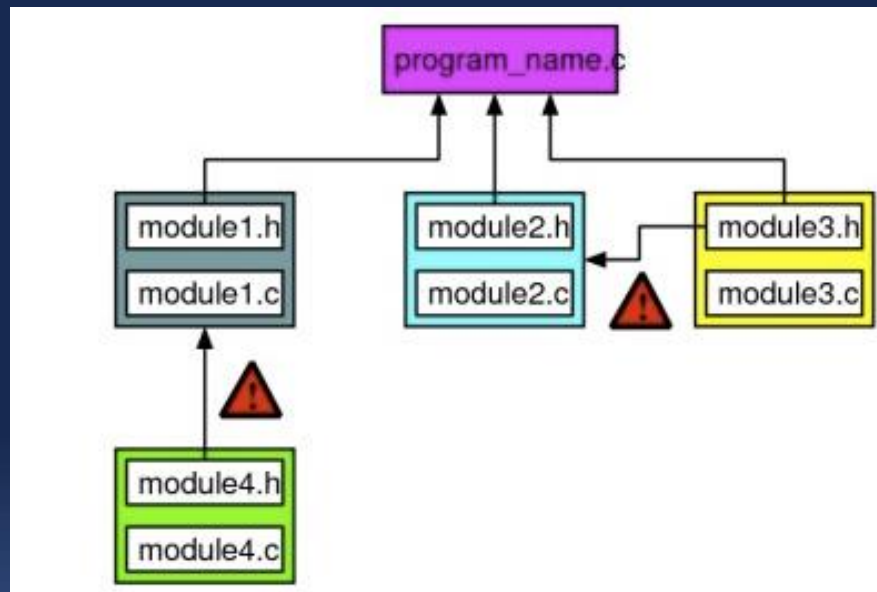 program_name.c
module1.h
module1.c
module2.h
module2.c
module3.h
module3.c
!
!
module4.h
module4.c